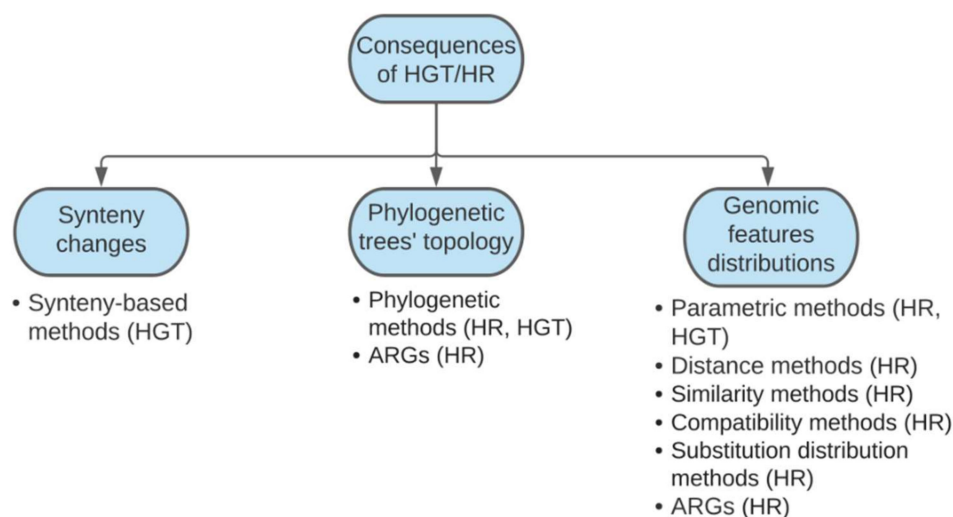 Consequences
of HGT/HR
Synteny
changes
• Synteny-based
methods (HGT)
Phylogenetic
trees' topology
• Phylogenetic
methods (HR, HGT)
• ARGs (HR)
Genomic
features
distributions
• Parametric methods (HR,
HGT)
• Distance methods (HR)
• Similarity methods (HR)
• Compatibility methods (HR)
• Substitution distribution
methods (HR)
• ARGs (HR)